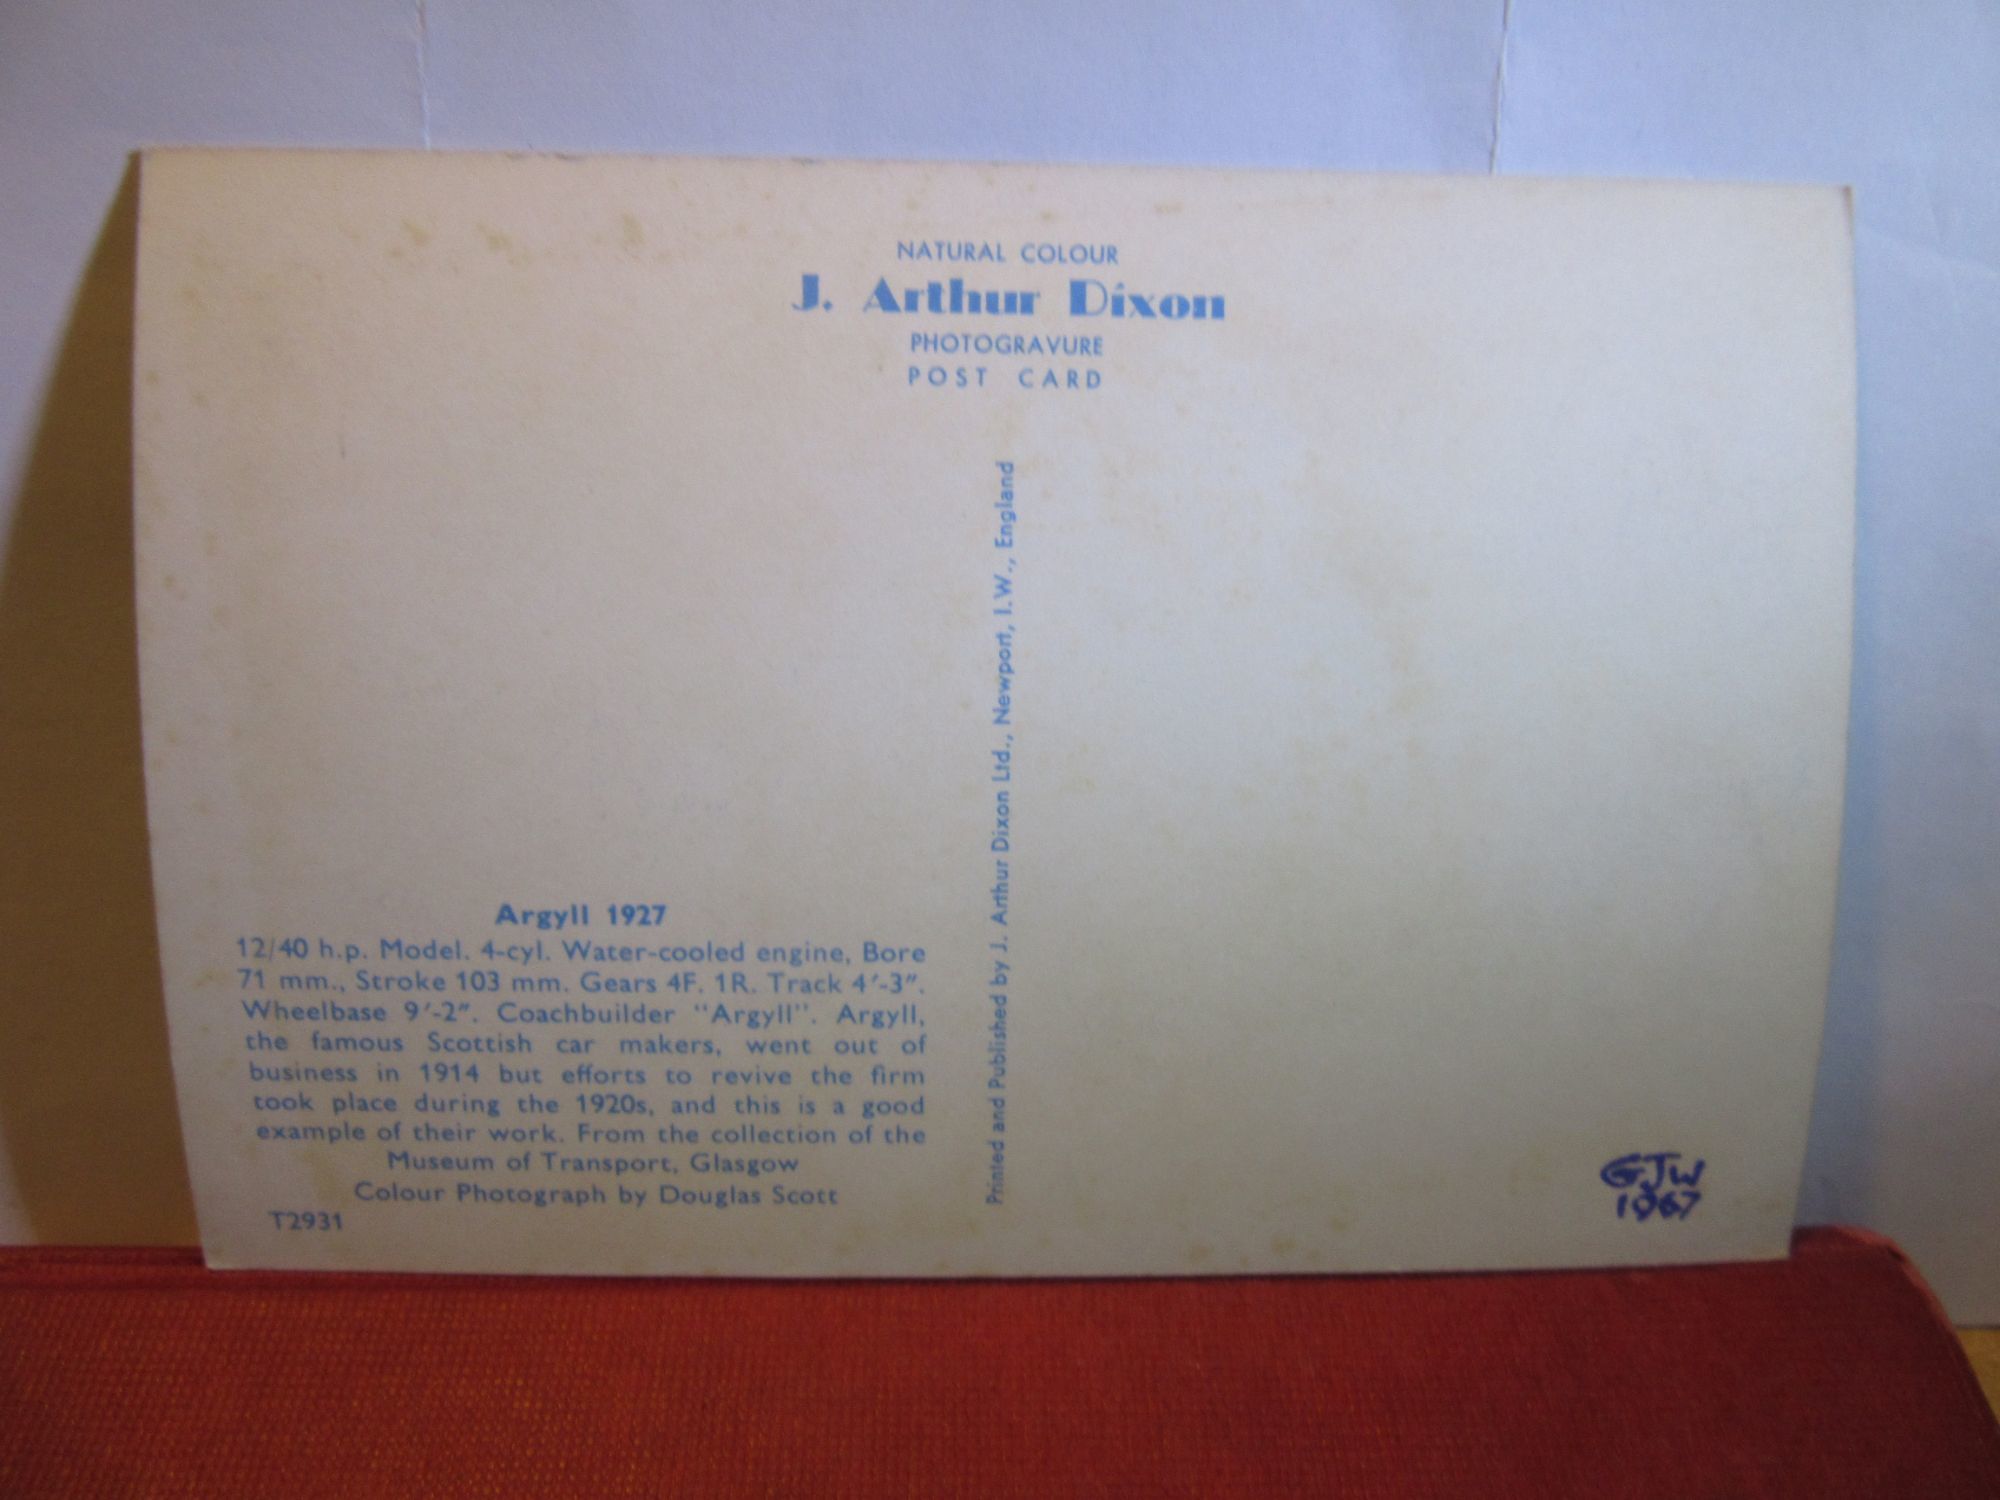 NATURAL COLOUR
J. Arthur Dixon
PHOTOGRAVURE
POST CARD
Printed and Published by J. Arthur Dixon Ltd., Newport, I.W., England
Argyll 1927
12/40 h.p. Model. 4-cyl. Water-cooled engine, Bore
71 mm., Stroke 103 mm. Gears 4F. 1R. Track 4′-3″.
Wheelbase 9′-2″. Coachbuilder "Argyll". Argyll,
the famous Scottish car makers, went out of
business in 1914 but efforts to revive the firm
took place during the 1920s, and this is a good
example of their work. From the collection of the
Museum of Transport, Glasgow
Colour Photograph by Douglas Scott
T2931
GJW
1967